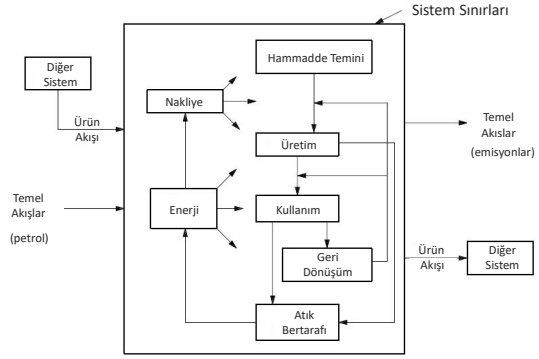 Sistem Sınırları
Diğer
Sistem
Hammadde Temini
Nakliye
Ürün
Akışı
Temel
Akıslar
(emisyonlar)
Üretim
Temel
Akışlar
(petrol)
Enerji
Kullanım
Geri
Dönüşüm
Ürün
Akışı
Diğer
Sistem
Atık
Bertarafı